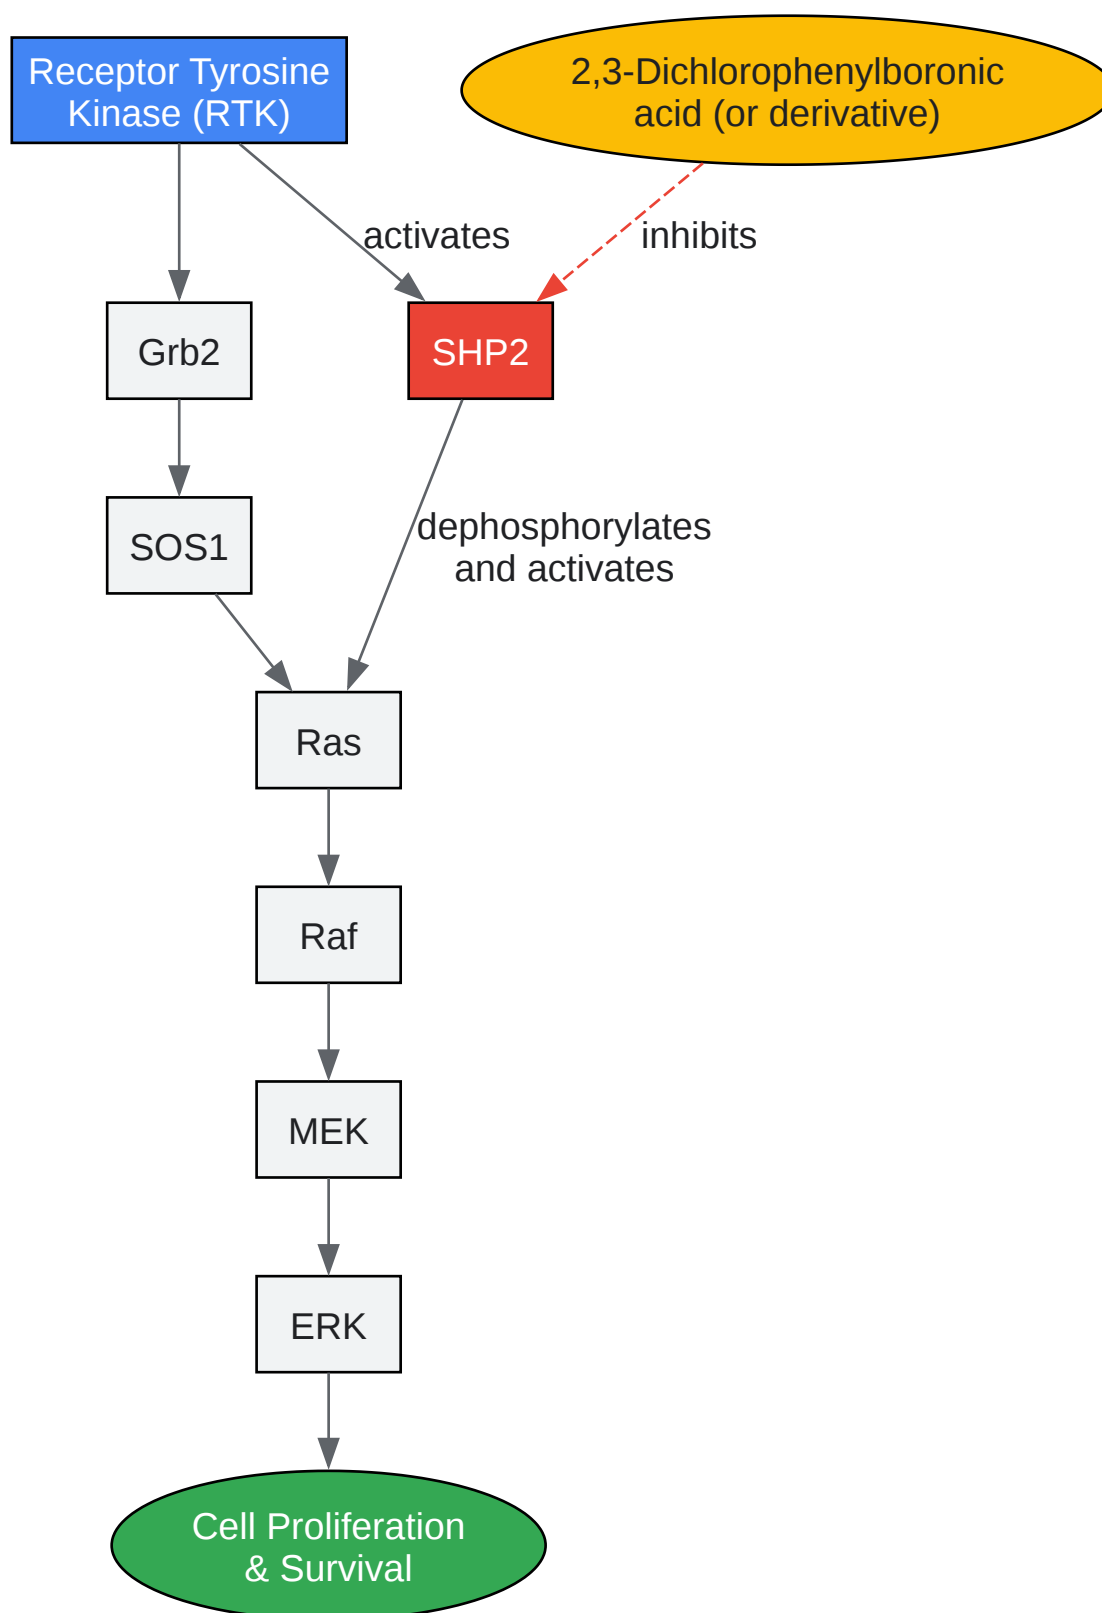 Receptor Tyrosine
Kinase (RTK)
2,3-Dichlorophenylboronic
acid (or derivative)
activates
inhibits
Grb2
SHP2
SOS1
dephosphorylates
and activates
Ras
Raf
MEK
ERK
Cell Proliferation
& Survival